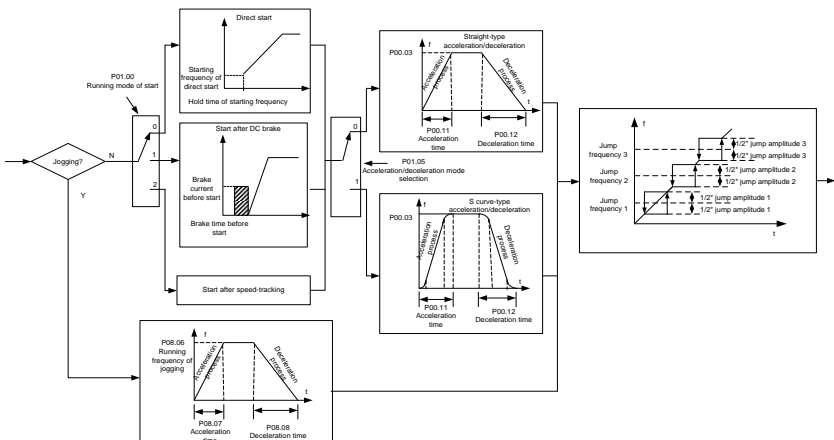 Direct start
Starting
frequency of
direct start
Hold time of starting frequency
P01.00
Running mode of start
0
1
2
Jogging?
N
Y
Start after DC brake
Brake
current
before start
Brake time before
start
Start after speed-tracking
0
1
P01.05
Acceleration/deceleration mode
selection
Straight-type
acceleration/deceleration
P00.03
f
Acceleration
process
Deceleration
process
t
P00.11
Acceleration
time
P00.12
Deceleration time
S curve-type
acceleration/deceleration
P00.03
f
Acceleration
process
Deceleration
process
t
P00.11
Acceleration
time
P00.12
Deceleration time
f
Jump
frequency 3
Jump
frequency 2
Jump
frequency 1
1/2" jump amplitude 3
1/2" jump amplitude 3
1/2" jump amplitude 2
1/2" jump amplitude 2
1/2" jump amplitude 1
1/2" jump amplitude 1
t
P08.06
Running
frequency of
jogging
f
Acceleration
process
Deceleration
process
t
P08.07
Acceleration
time
P08.08
Deceleration time